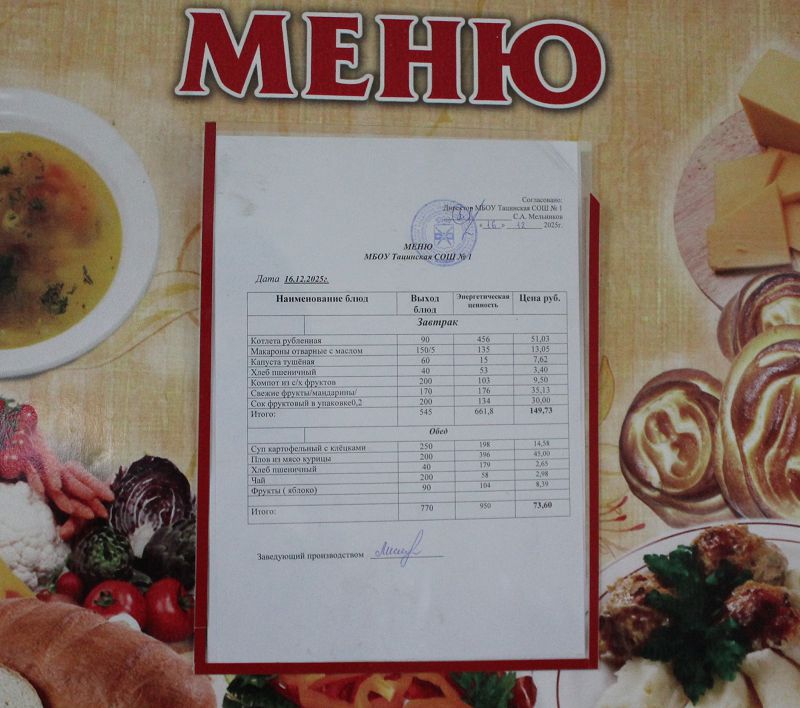 МЕНЮ
Согласовано:
Директор МБОУ Тацинская СОШ № 1
С.А. Мельников
« 16 » 12 2025г.
МЕНЮ
МБОУ Тацинская СОШ № 1
Дата 16.12.2025г.
Наименование блюд Выход блюд Энергетическая ценность Цена руб.
Завтрак
Котлета рубленная 90 456 51,03
Макароны отварные с маслом 150/5 135 13,05
Капуста тушёная 60 15 7,62
Хлеб пшеничный 40 53 3,40
Компот из с/х фруктов 200 103 9,50
Свежие фрукты/мандарины/ 170 176 35,13
Сок фруктовый в упаковке0,2 200 134 30,00
Итого: 545 661,8 149,73
Обед
Суп картофельный с клёцками 250 198 14,58
Плов из мясо курицы 200 396 45,00
Хлеб пшеничный 40 179 2,65
Чай 200 58 2,98
Фрукты ( яблоко) 90 104 8,39
Итого: 770 950 73,60
Заведующий производством